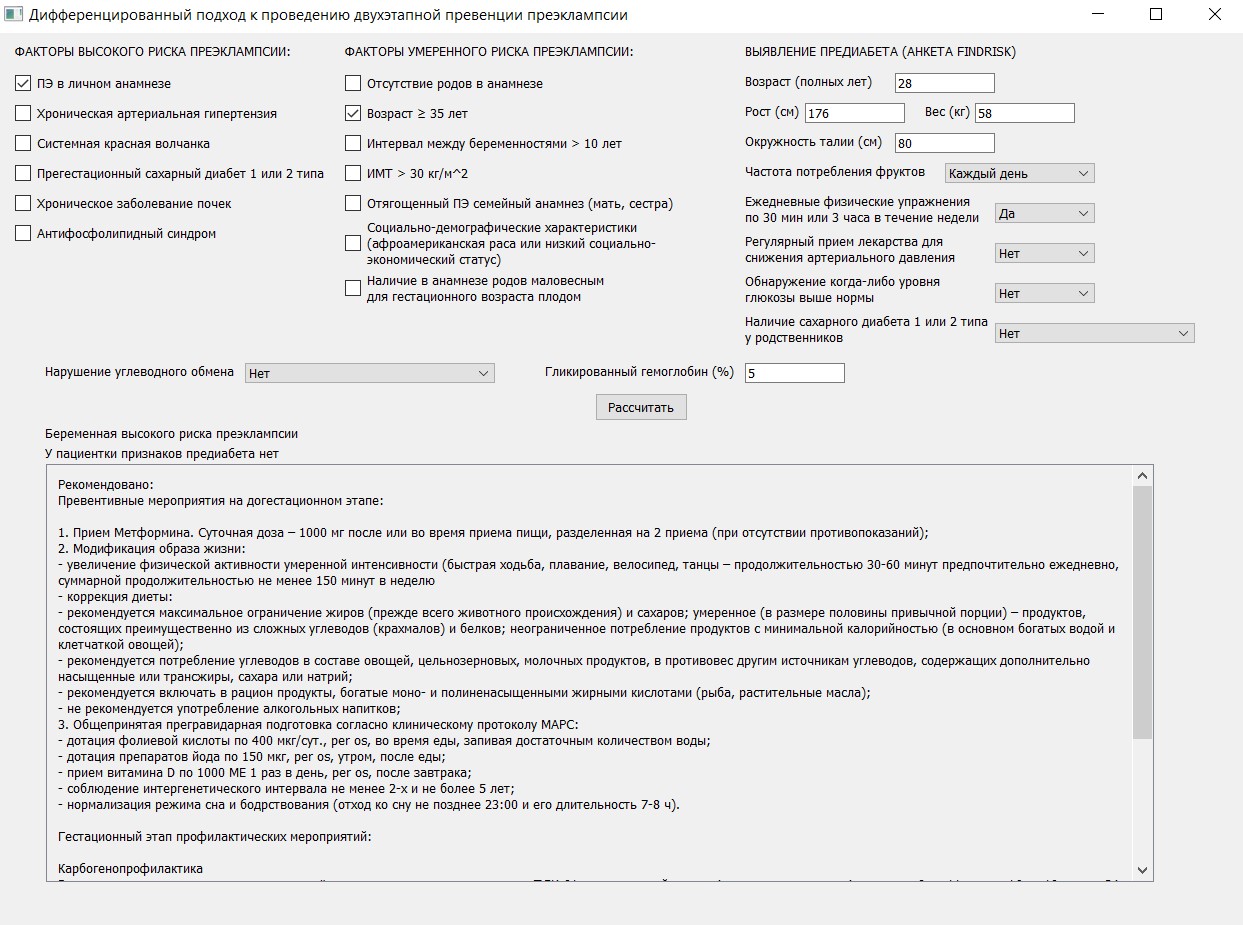 Дифференцированный подход к проведению двухэтапной превенции преэклампсии
ФАКТОРЫ ВЫСОКОГО РИСКА ПРЕЭКЛАМПСИИ:
ПЭ в личном анамнезе
Хроническая артериальная гипертензия
Системная красная волчанка
Прегестационный сахарный диабет 1 или 2 типа
Хроническое заболевание почек
Антифосфолипидный синдром
ФАКТОРЫ УМЕРЕННОГО РИСКА ПРЕЭКЛАМПСИИ:
Отсутствие родов в анамнезе
Возраст ≥ 35 лет
Интервал между беременностями > 10 лет
ИМТ > 30 кг/м^2
Отягощенный ПЭ семейный анамнез (мать, сестра)
Социально-демографические характеристики
(афроамериканская раса или низкий социально-
экономический статус)
Наличие в анамнезе родов маловесным
для гестационного возраста плодом
ВЫЯВЛЕНИЕ ПРЕДИАБЕТА (АНКЕТА FINDRISK)
Возраст (полных лет) 28
Рост (см) 176 Вес (кг) 58
Окружность талии (см) 80
Частота потребления фруктов Каждый день
Ежедневные физические упражнения
по 30 мин или 3 часа в течение недели Да
Регулярный прием лекарства для
снижения артериального давления Нет
Обнаружение когда-либо уровня
глюкозы выше нормы Нет
Наличие сахарного диабета 1 или 2 типа
у родственников Нет
Нарушение углеводного обмена Нет Гликированный гемоглобин (%) 5
Рассчитать
Беременная высокого риска преэклампсии
У пациентки признаков предиабета нет
Рекомендовано:
Превентивные мероприятия на догестационном этапе:
1. Прием Метформина. Суточная доза – 1000 мг после или во время приема пищи, разделенная на 2 приема (при отсутствии противопоказаний);
2. Модификация образа жизни:
- увеличение физической активности умеренной интенсивности (быстрая ходьба, плавание, велосипед, танцы – продолжительностью 30-60 минут предпочтительно ежедневно,
суммарной продолжительностью не менее 150 минут в неделю
- коррекция диеты:
- рекомендуется максимальное ограничение жиров (прежде всего животного происхождения) и сахаров; умеренное (в размере половины привычной порции) – продуктов,
состоящих преимущественно из сложных углеводов (крахмалов) и белков; неограниченное потребление продуктов с минимальной калорийностью (в основном богатых водой и
клетчаткой овощей);
- рекомендуется потребление углеводов в составе овощей, цельнозерновых, молочных продуктов, в противовес другим источникам углеводов, содержащих дополнительно
насыщенные или трансжиры, сахара или натрий;
- рекомендуется включать в рацион продукты, богатые моно- и полиненасыщенными жирными кислотами (рыба, растительные масла);
- не рекомендуется употребление алкогольных напитков;
3. Общепринятая прегравидарная подготовка согласно клиническому протоколу МАРС:
- дотация фолиевой кислоты по 400 мкг/сут., per os, во время еды, запивая достаточным количеством воды;
- дотация препаратов йода по 150 мкг, per os, утром, после еды;
- прием витамина D по 1000 МЕ 1 раз в день, per os, после завтрака;
- соблюдение интергенетического интервала не менее 2-х и не более 5 лет;
- нормализация режима сна и бодрствования (отход ко сну не позднее 23:00 и его длительность 7-8 ч).
Гестационный этап профилактических мероприятий:
Карбогенопрофилактика